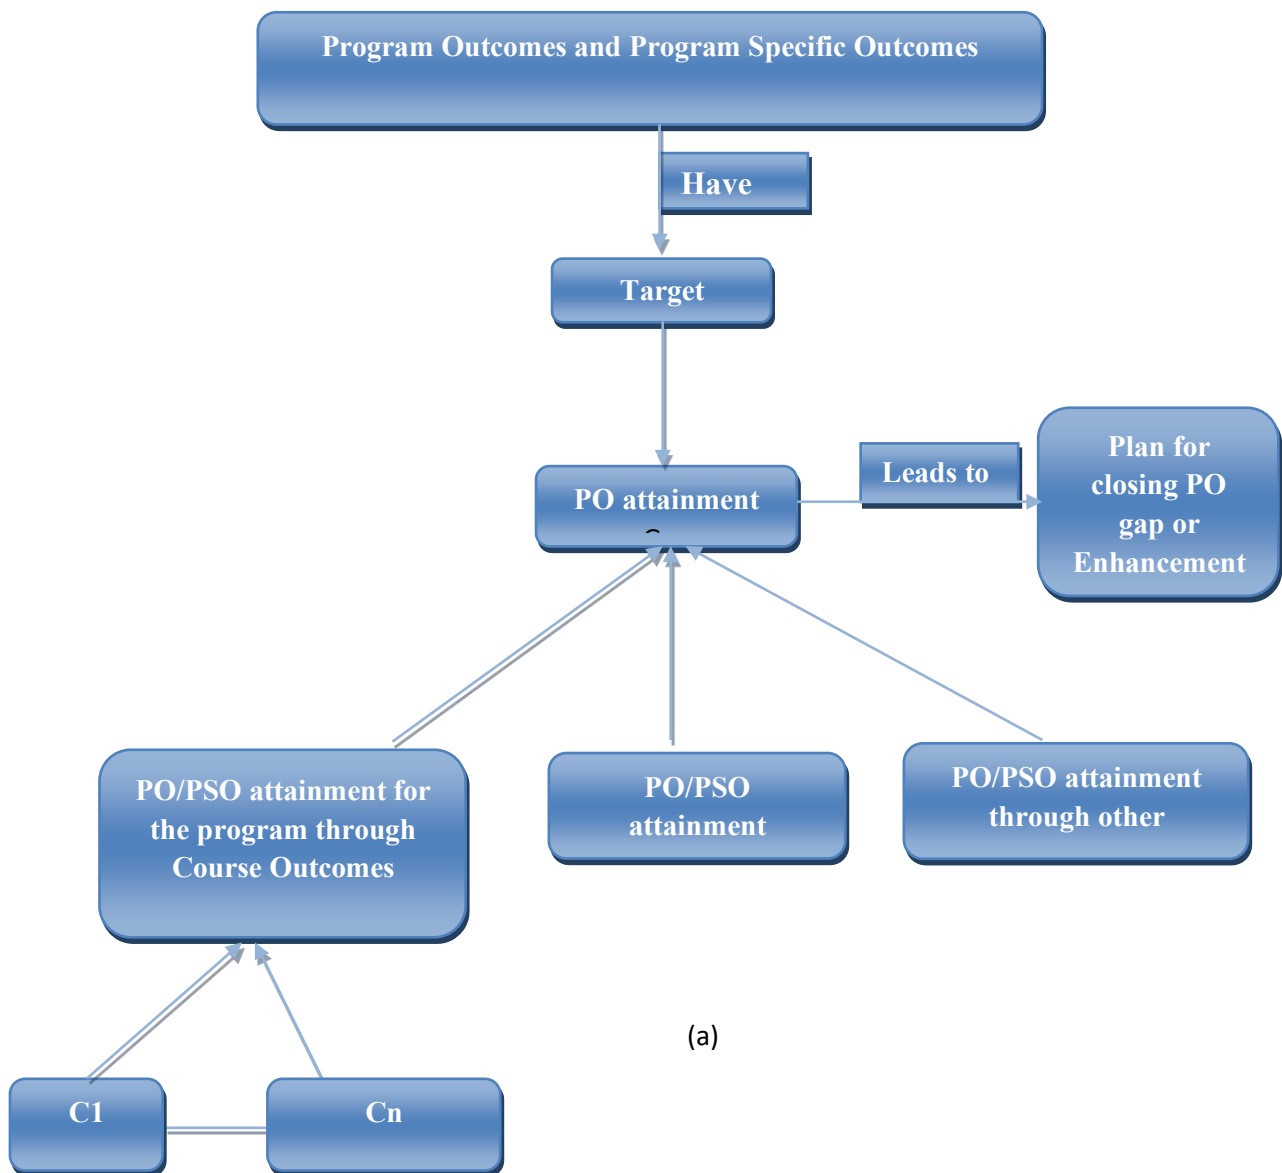 Program Outcomes and Program Specific Outcomes
Have
Target
PO attainment
Leads to
Plan for
closing PO
gap or
Enhancement
PO/PSO attainment for
the program through
Course Outcomes
PO/PSO
attainment
PO/PSO attainment
through other
(a)
C1
Cn